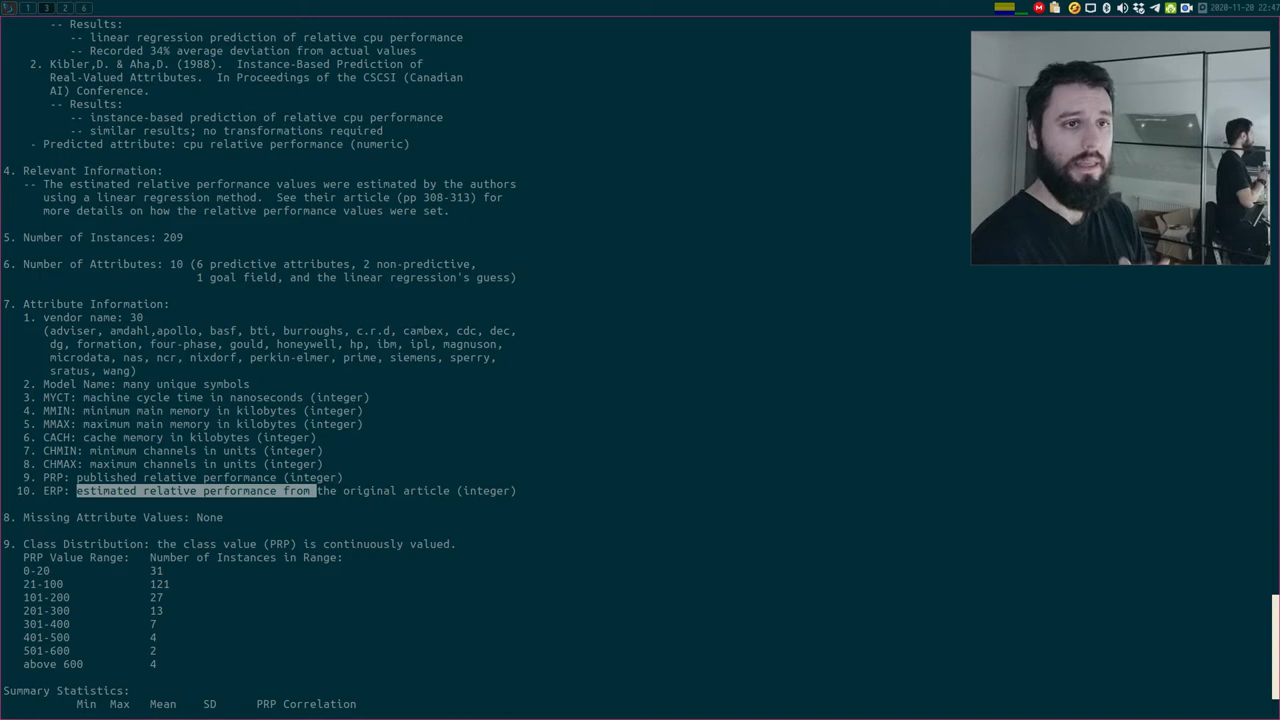 1 3 2 6
2020-11-20 22:47
-- Results:
-- linear regression prediction of relative cpu performance
-- Recorded 34% average deviation from actual values
2. Kibler,D. & Aha,D. (1988).  Instance-Based Prediction of
Real-Valued Attributes.  In Proceedings of the CSCSI (Canadian
AI) Conference.
-- Results:
-- instance-based prediction of relative cpu performance
-- similar results; no transformations required
- Predicted attribute: cpu relative performance (numeric)
4. Relevant Information:
-- The estimated relative performance values were estimated by the authors
using a linear regression method.  See their article (pp 308-313) for
more details on how the relative performance values were set.
5. Number of Instances: 209
6. Number of Attributes: 10 (6 predictive attributes, 2 non-predictive,
1 goal field, and the linear regression's guess)
7. Attribute Information:
1. vendor name: 30
(adviser, amdahl,apollo, basf, bti, burroughs, c.r.d, cambex, cdc, dec,
dg, formation, four-phase, gould, honeywell, hp, ibm, ipl, magnuson,
microdata, nas, ncr, nixdorf, perkin-elmer, prime, siemens, sperry,
sratus, wang)
2. Model Name: many unique symbols
3. MYCT: machine cycle time in nanoseconds (integer)
4. MMIN: minimum main memory in kilobytes (integer)
5. MMAX: maximum main memory in kilobytes (integer)
6. CACH: cache memory in kilobytes (integer)
7. CHMIN: minimum channels in units (integer)
8. CHMAX: maximum channels in units (integer)
9. PRP: published relative performance (integer)
10. ERP: estimated relative performance from the original article (integer)
8. Missing Attribute Values: None
9. Class Distribution: the class value (PRP) is continuously valued.
PRP Value Range:   Number of Instances in Range:
0-20               31
21-100             121
101-200            27
201-300            13
301-400            7
401-500            4
501-600            2
above 600          4
Summary Statistics:
Min  Max   Mean    SD      PRP Correlation